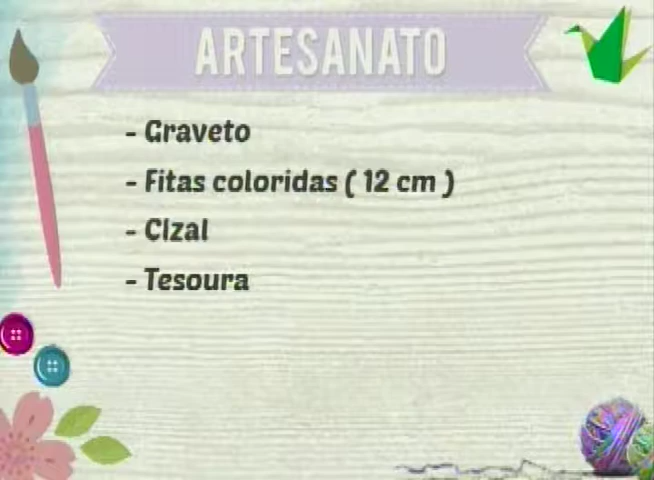 ARTESANATO
- Graveto
- Fitas coloridas ( 12 cm )
- CIzal
- Tesoura